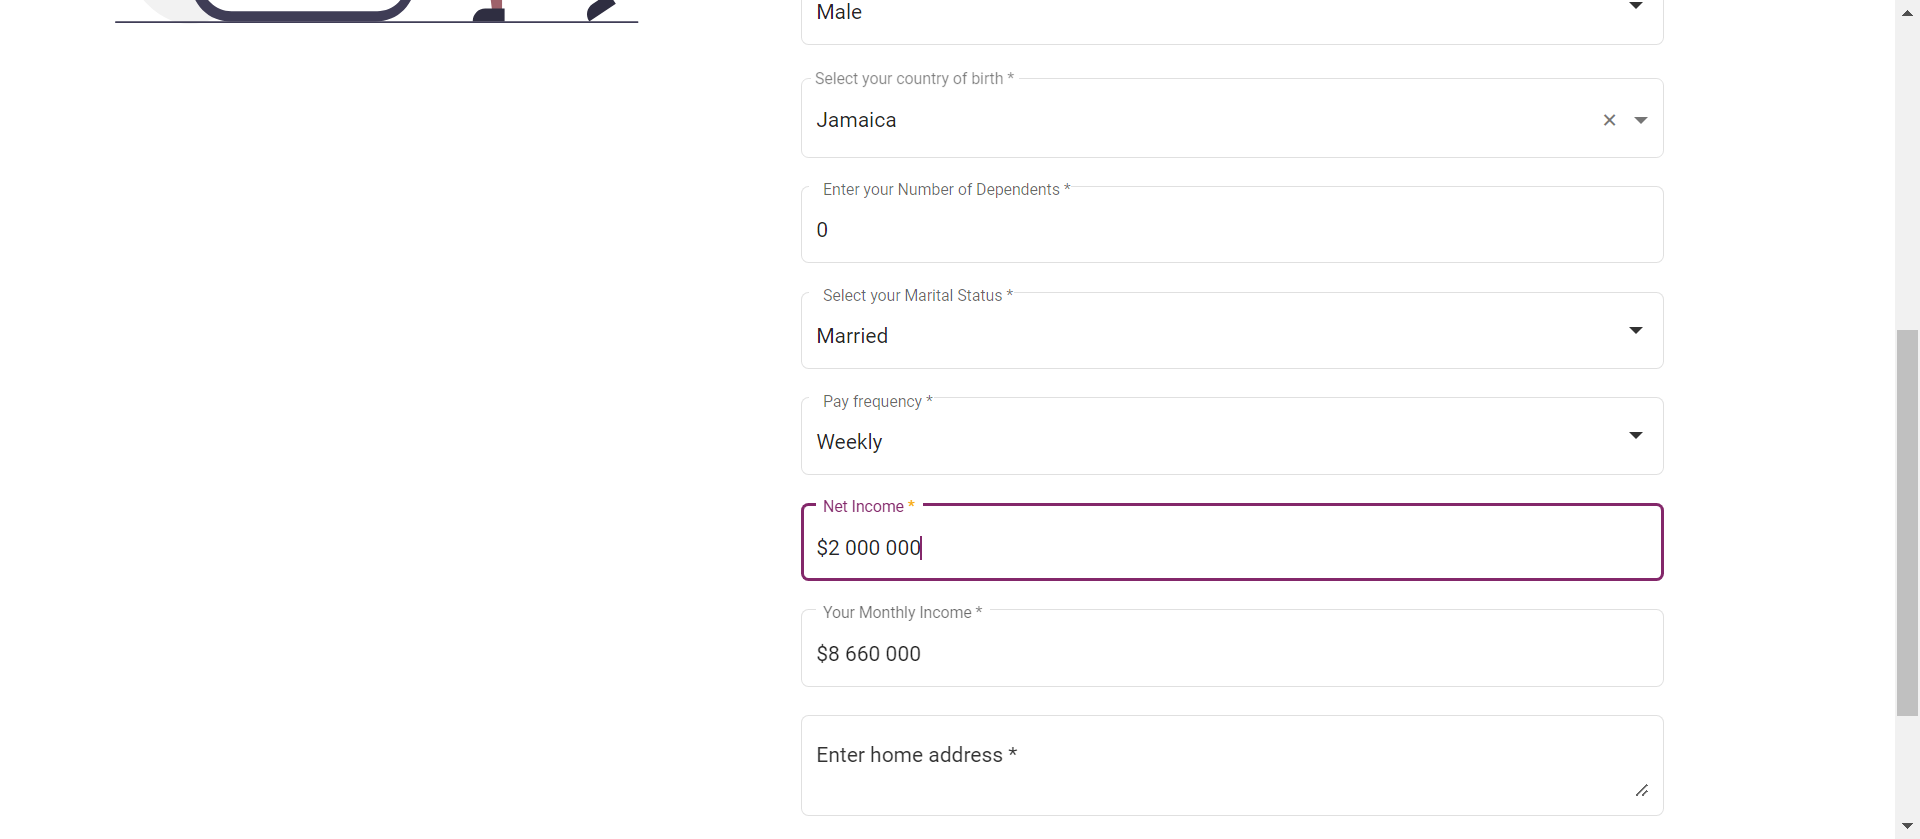 Male
Select your country of birth *
Jamaica
Enter your Number of Dependents *
0
Select your Marital Status *
Married
Pay frequency *
Weekly
Net Income *
$2 000 000
Your Monthly Income *
$8 660 000
Enter home address *